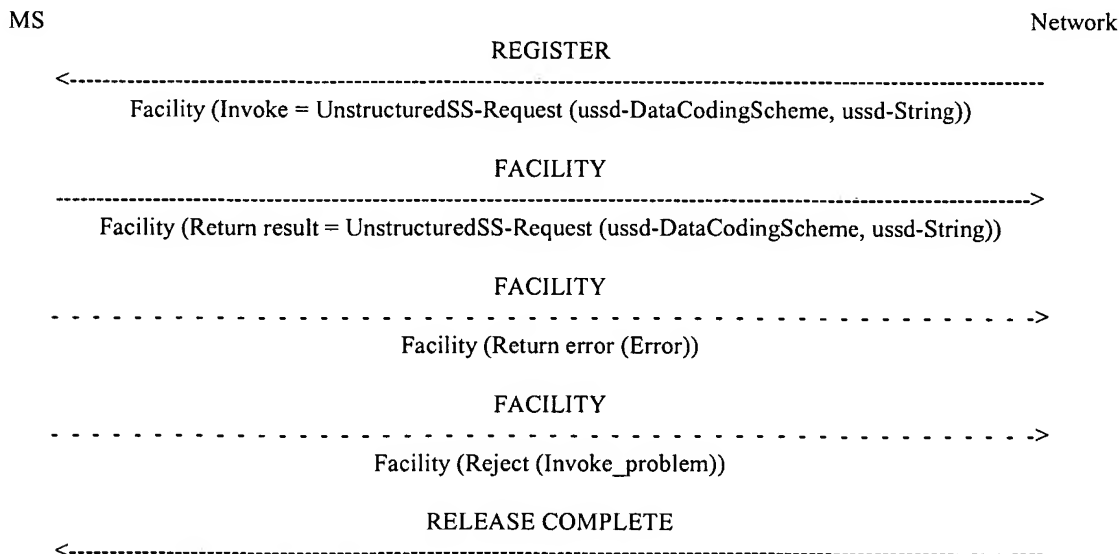 MS
Network
REGISTER
Facility (Invoke = UnstructuredSS-Request (ussd-DataCodingScheme, ussd-String))
FACILITY
Facility (Return result = UnstructuredSS-Request (ussd-DataCodingScheme, ussd-String))
FACILITY
Facility (Return error (Error))
FACILITY
Facility (Reject (Invoke_problem))
RELEASE COMPLETE